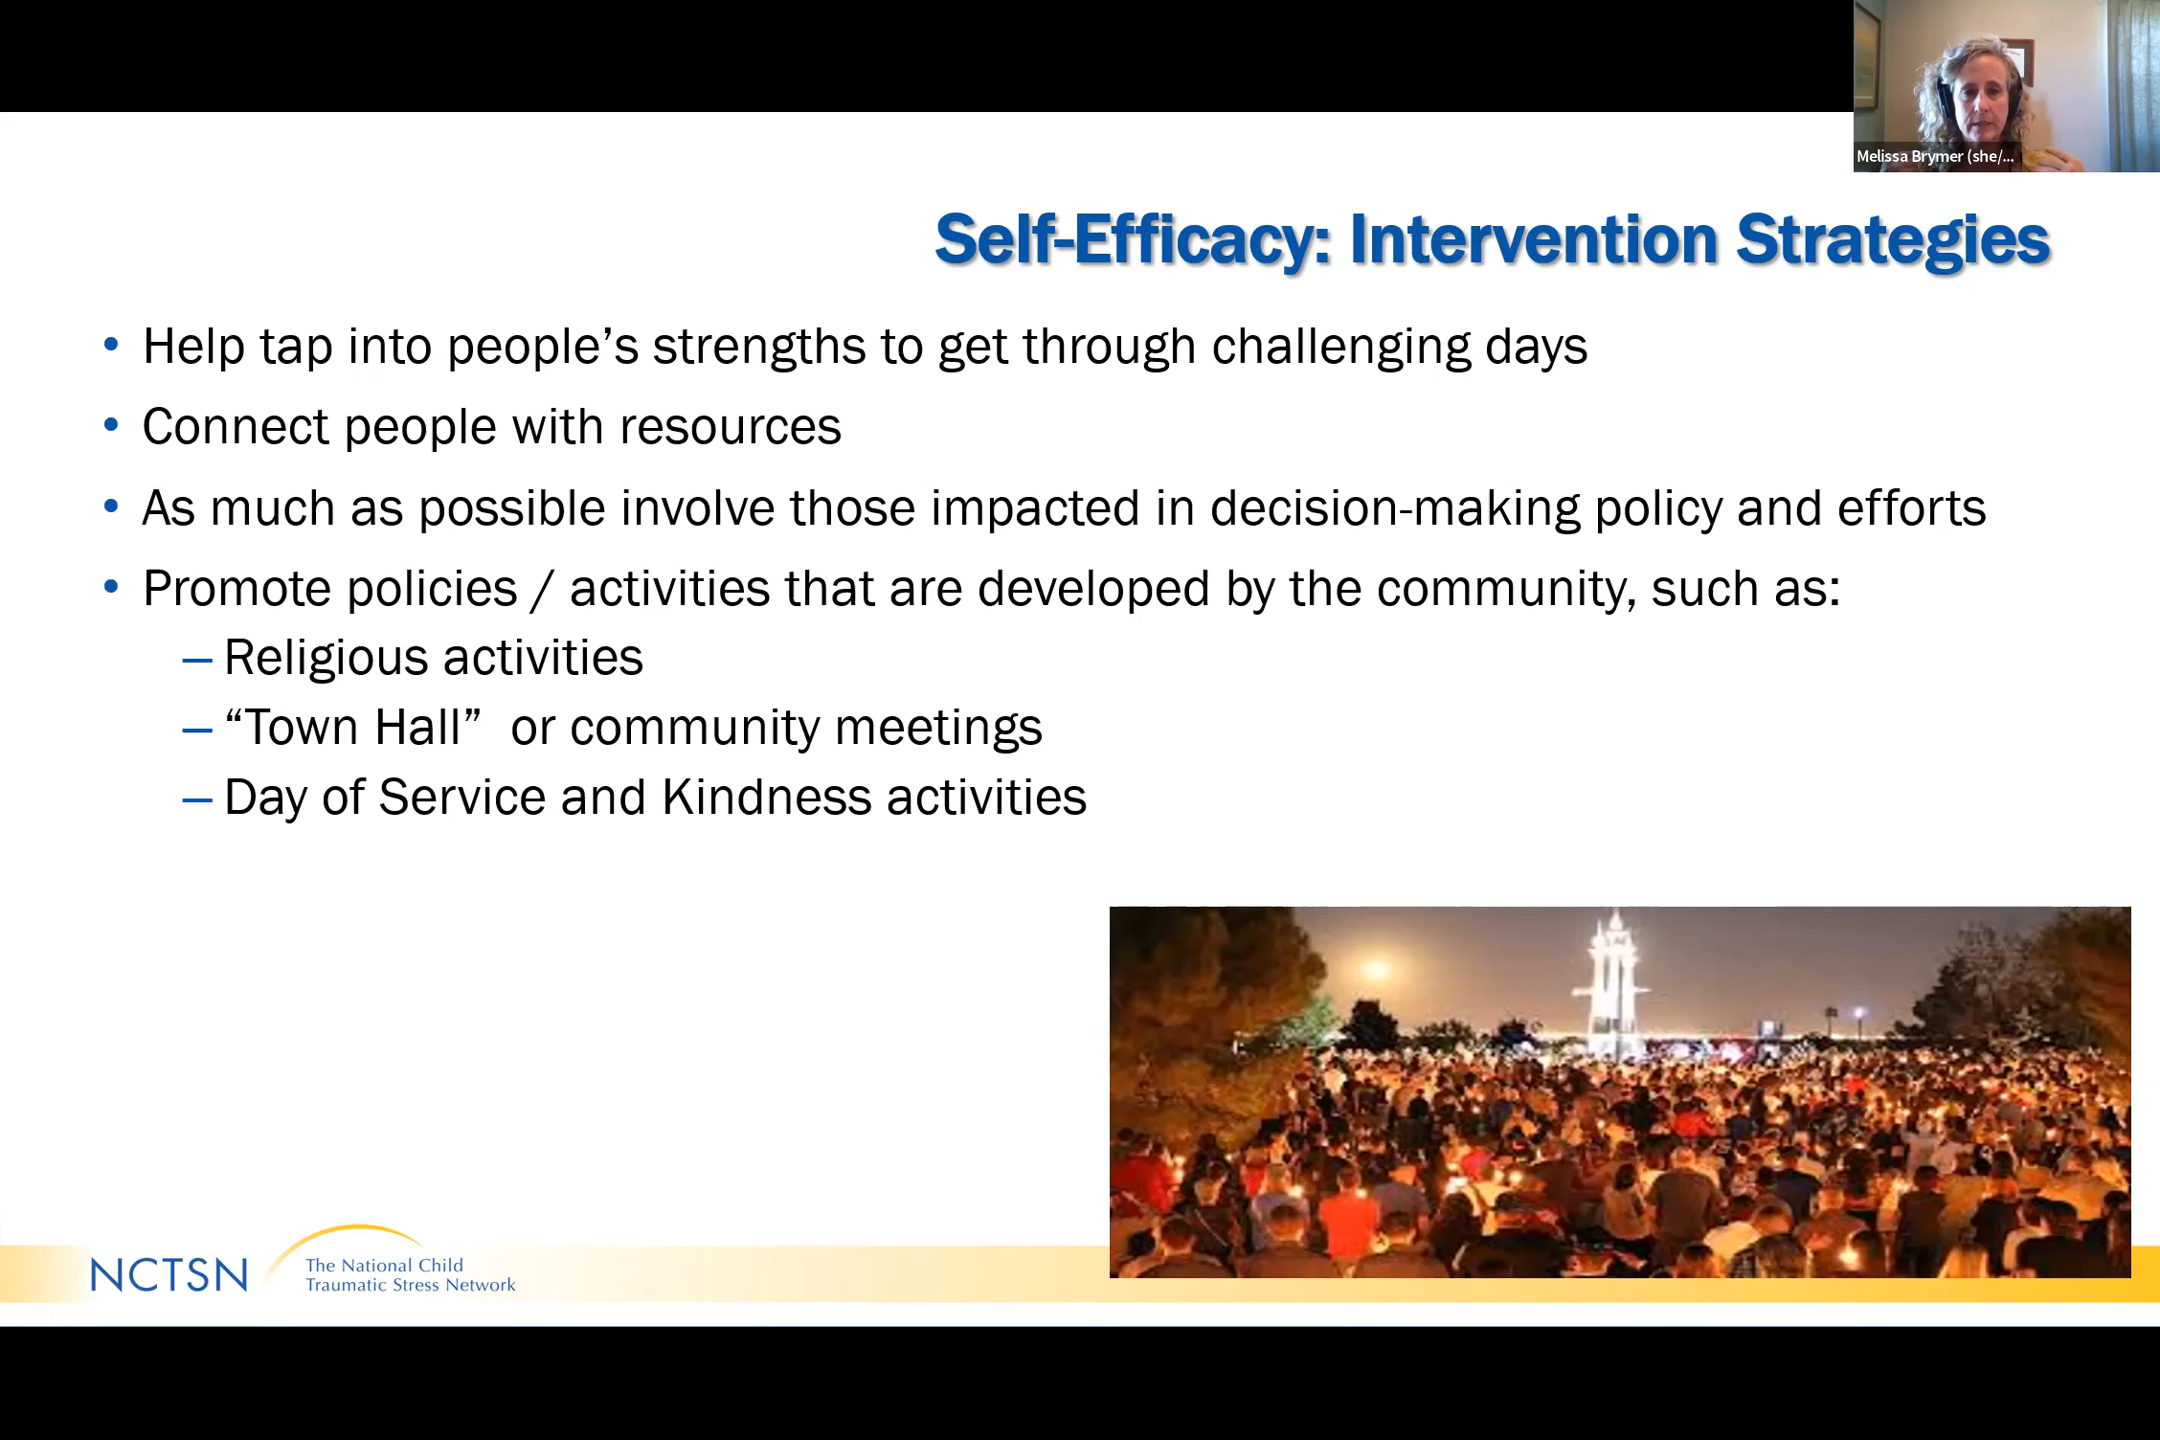 Melissa Brymer (she/...
Self-Efficacy: Intervention Strategies
• Help tap into people’s strengths to get through challenging days
• Connect people with resources
• As much as possible involve those impacted in decision-making policy and efforts
• Promote policies / activities that are developed by the community, such as:
– Religious activities
– “Town Hall”  or community meetings
– Day of Service and Kindness activities
NCTSN
The National Child
Traumatic Stress Network